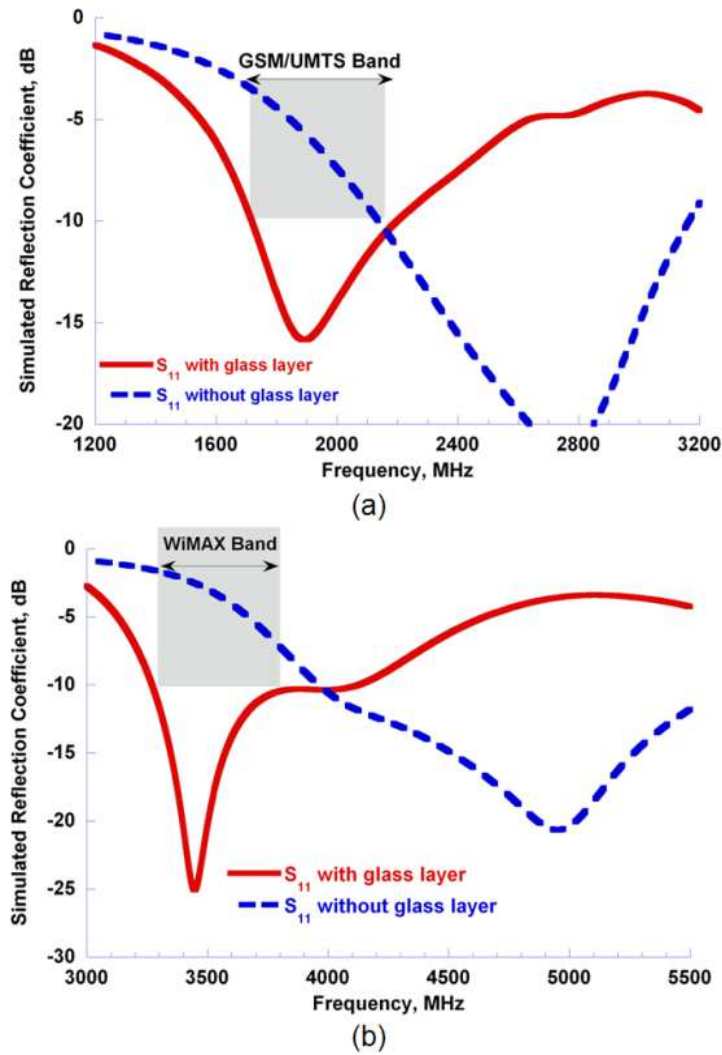 0
GSM/UMTS Band
-5
-10
-15
-20
Simulated Reflection Coefficient, dB
S11 with glass layer
S11 without glass layer
1200 1600 2000 2400 2800 3200
Frequency, MHz
(a)
0
WiMAX Band
-5
-10
-15
-20
-25
-30
Simulated Reflection Coefficient, dB
S11 with glass layer
S11 without glass layer
3000 3500 4000 4500 5000 5500
Frequency, MHz
(b)